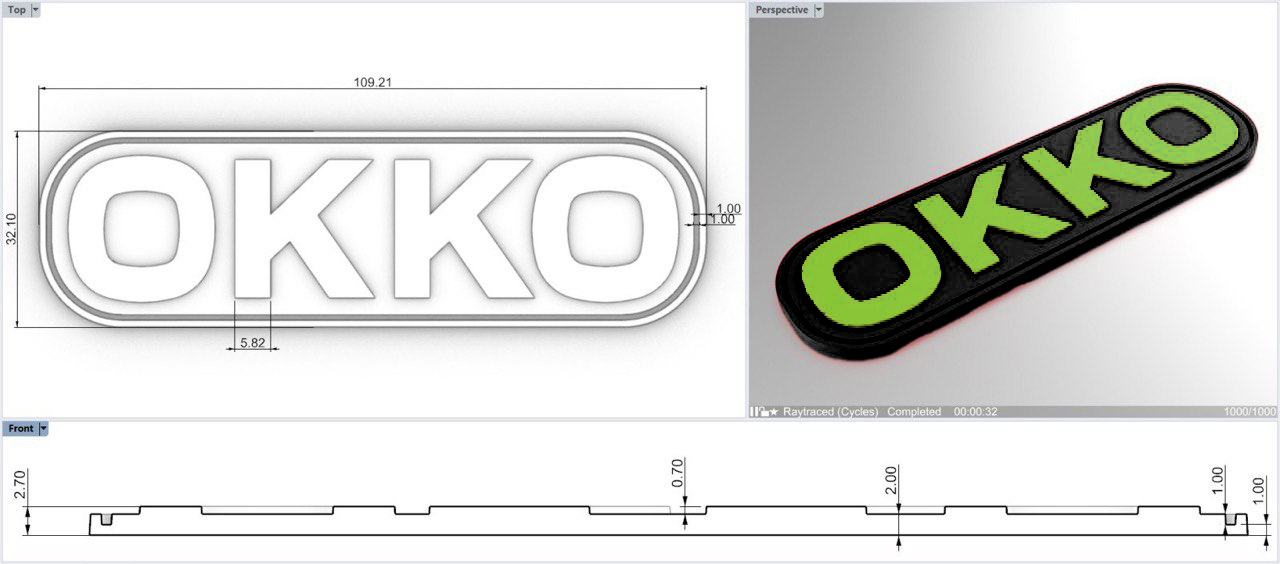 Top
109.21
32.10
OKKO
1.00
1.00
5.82
Perspective
OKKO
Raytraced (Cycles) Completed 00:00:32 1000/1000
Front
2.70
0.70
2.00
1.00
1.00